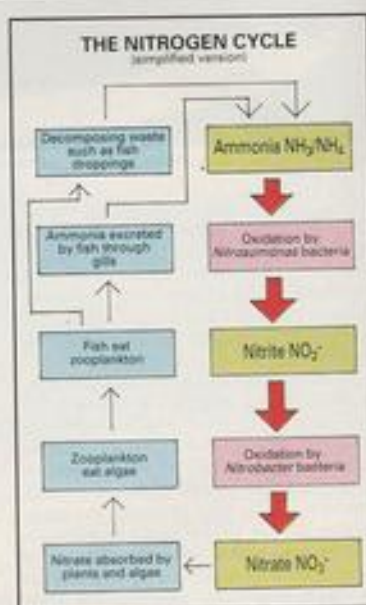 THE NITROGEN CYCLE
(simplified version)
Decomposing waste
such as fish
droppings
Ammonia NH₃/NH₄
Ammonia excreted
by fish through
gills
Oxidation by
Nitrosomonas bacteria
Fish eat
zooplankton
Nitrite NO₂⁻
Zooplankton
eat algae
Oxidation by
Nitrobacter bacteria
Nitrate absorbed by
plants and algae
Nitrate NO₃⁻